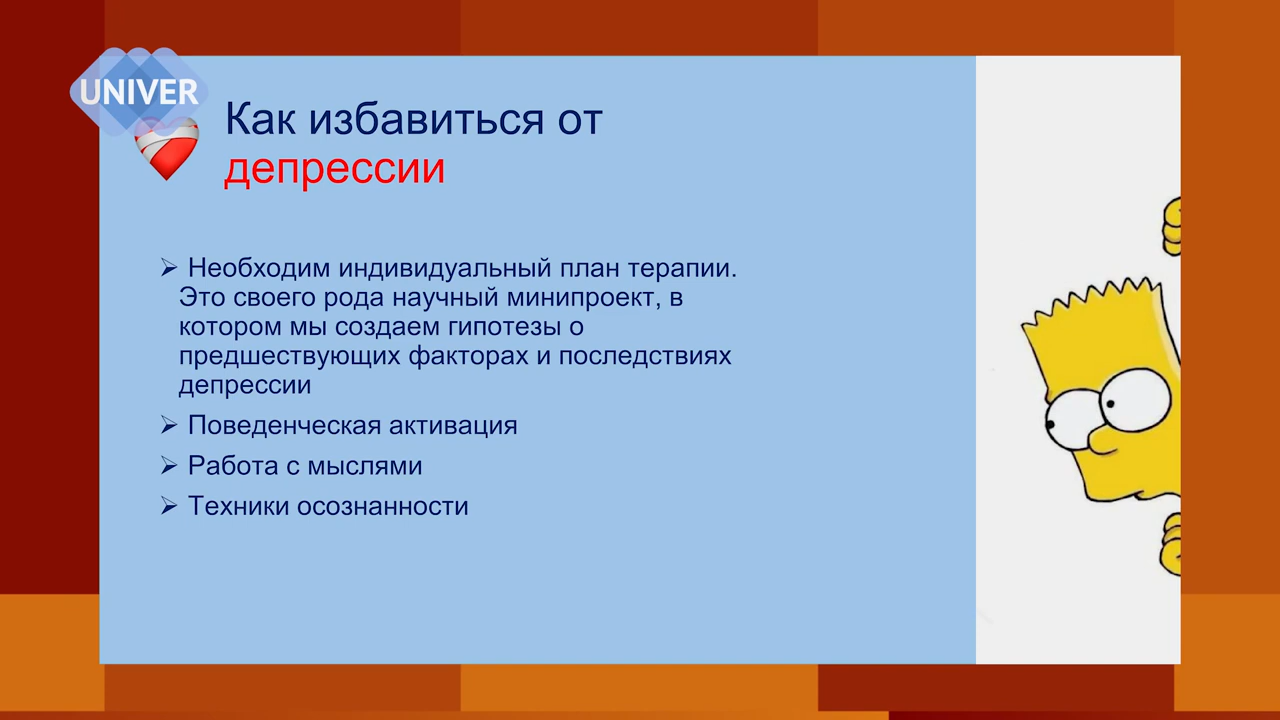 UNIVER
Как избавиться от
депрессии
Необходим индивидуальный план терапии.
Это своего рода научный минипроект, в
котором мы создаем гипотезы о
предшествующих факторах и последствиях
депрессии
Поведенческая активация
Работа с мыслями
Техники осознанности